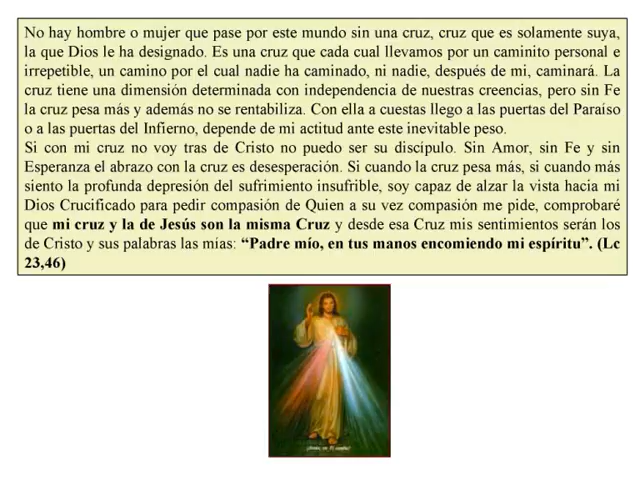 No hay hombre o mujer que pase por este mundo sin una cruz, cruz que es solamente suya,
la que Dios le ha designado. Es una cruz que cada cual llevamos por un caminito personal e
irrepetible, un camino por el cual nadie ha caminado, ni nadie, después de mi, caminará. La
cruz tiene una dimensión determinada con independencia de nuestras creencias, pero sin Fe
la cruz pesa más y además no se rentabiliza. Con ella a cuestas llego a las puertas del Paraíso
o a las puertas del Infierno, depende de mi actitud ante este inevitable peso.
Si con mi cruz no voy tras de Cristo no puedo ser su discípulo. Sin Amor, sin Fe y sin
Esperanza el abrazo con la cruz es desesperación. Si cuando la cruz pesa más, si cuando más
siento la profunda depresión del sufrimiento insufrible, soy capaz de alzar la vista hacia mi
Dios Crucificado para pedir compasión de Quien a su vez compasión me pide, comprobaré
que mi cruz y la de Jesús son la misma Cruz y desde esa Cruz mis sentimientos serán los
de Cristo y sus palabras las mías: “Padre mío, en tus manos encomiendo mi espíritu”. (Lc
23,46)